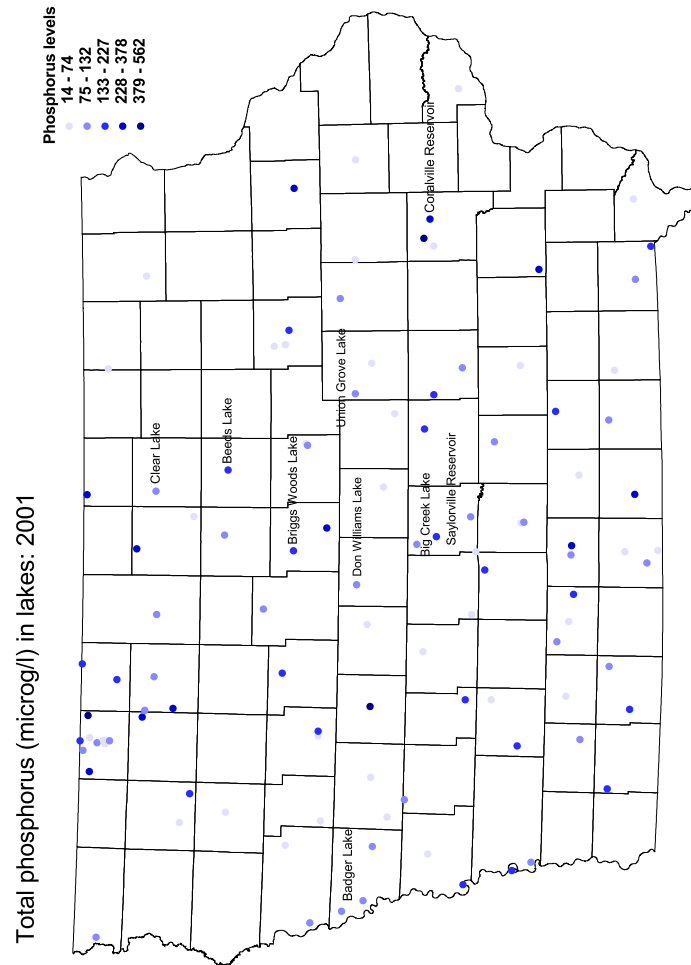 Total phosphorus (microg/l) in lakes: 2001
Phosphorus levels
14 - 74
75 - 132
133 - 227
228 - 378
379 - 562
Clear Lake
Beeds Lake
Briggs Woods Lake
Union Grove Lake
Don Williams Lake
Badger Lake
Big Creek Lake
Saylorville Reservoir
Coralville Reservoir